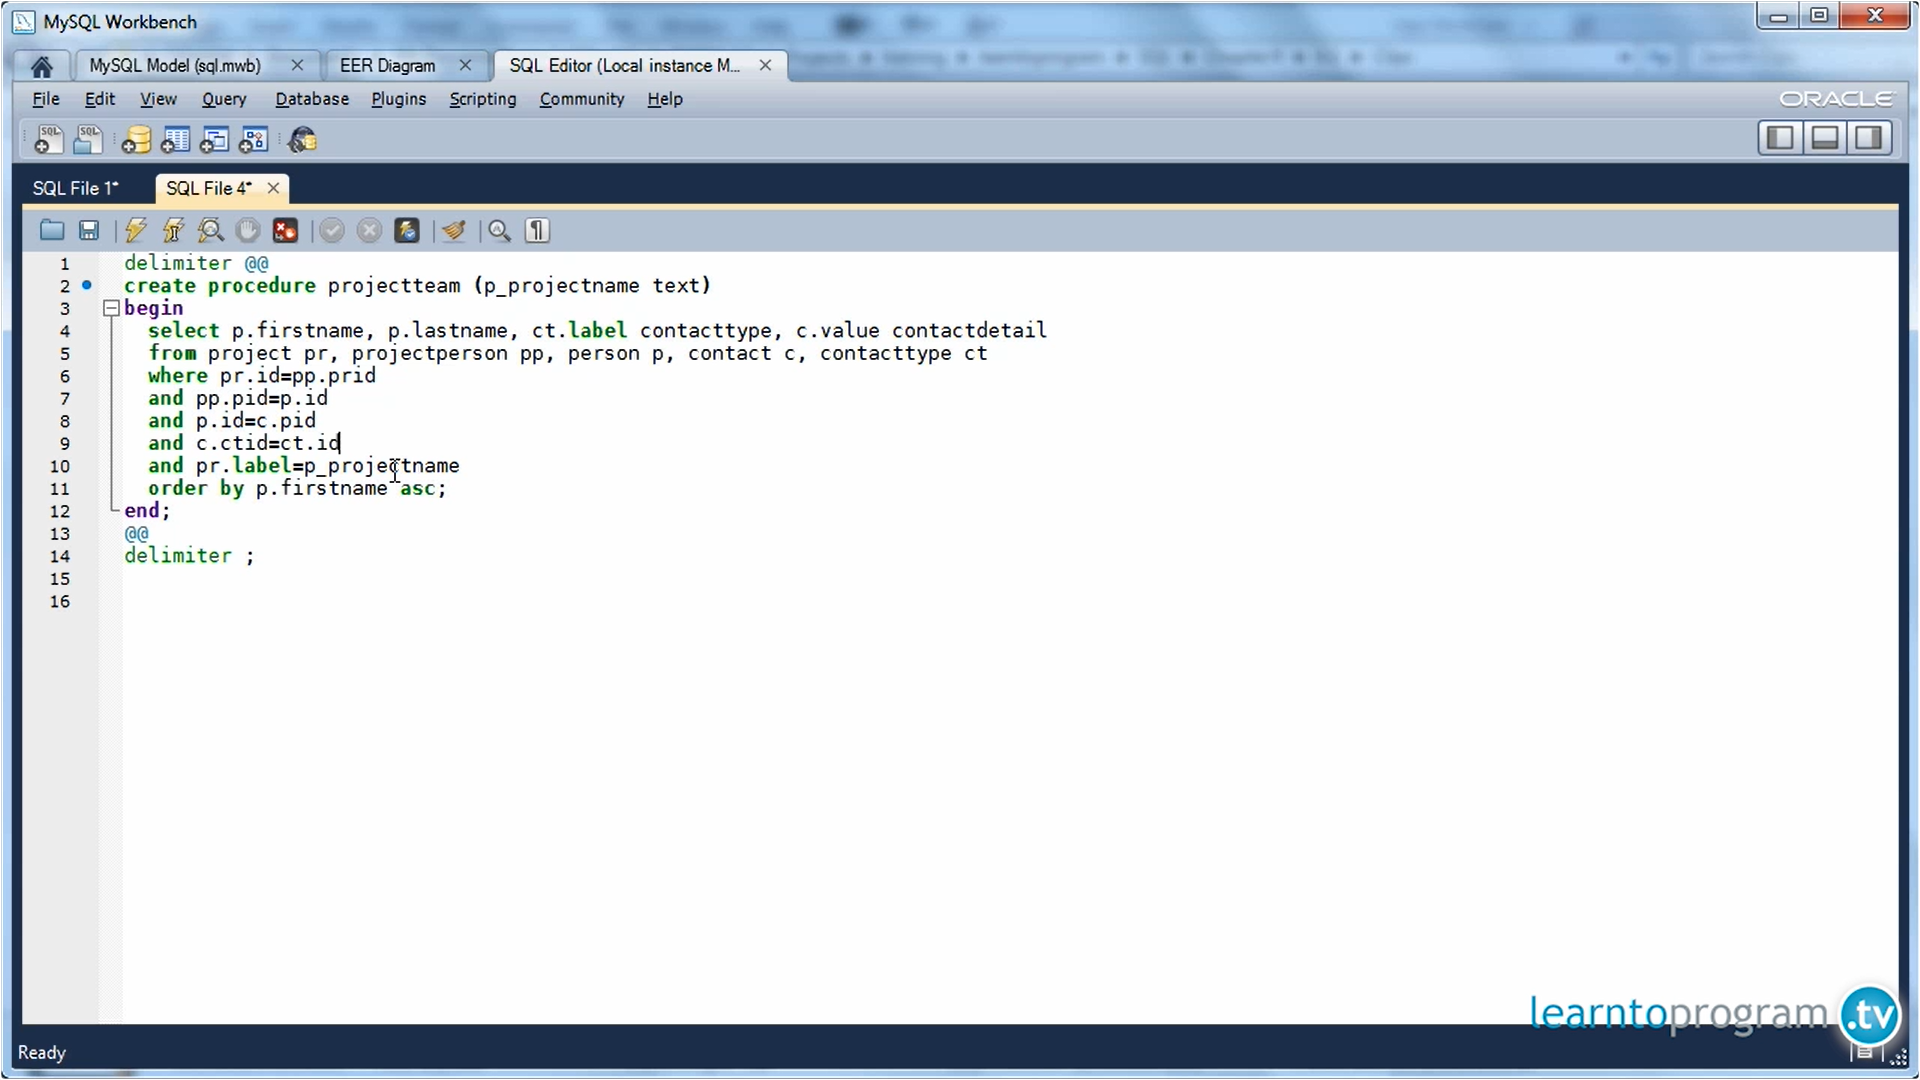 MySQL Workbench
MySQL Model (sql.mwb)
EER Diagram
SQL Editor (Local instance M...
File Edit View Query Database Plugins Scripting Community Help
ORACLE
SQL SQL
SQL File 1*
SQL File 4*
1 delimiter @@
2 create procedure projectteam (p_projectname text)
3 begin
4 select p.firstname, p.lastname, ct.label contacttype, c.value contactdetail
5 from project pr, projectperson pp, person p, contact c, contacttype ct
6 where pr.id=pp.prid
7 and pp.pid=p.id
8 and p.id=c.pid
9 and c.ctid=ct.id
10 and pr.label=p_projectname
11 order by p.firstname asc;
12 end;
13 @@
14 delimiter ;
15
16
learntoprogram .tv
Ready